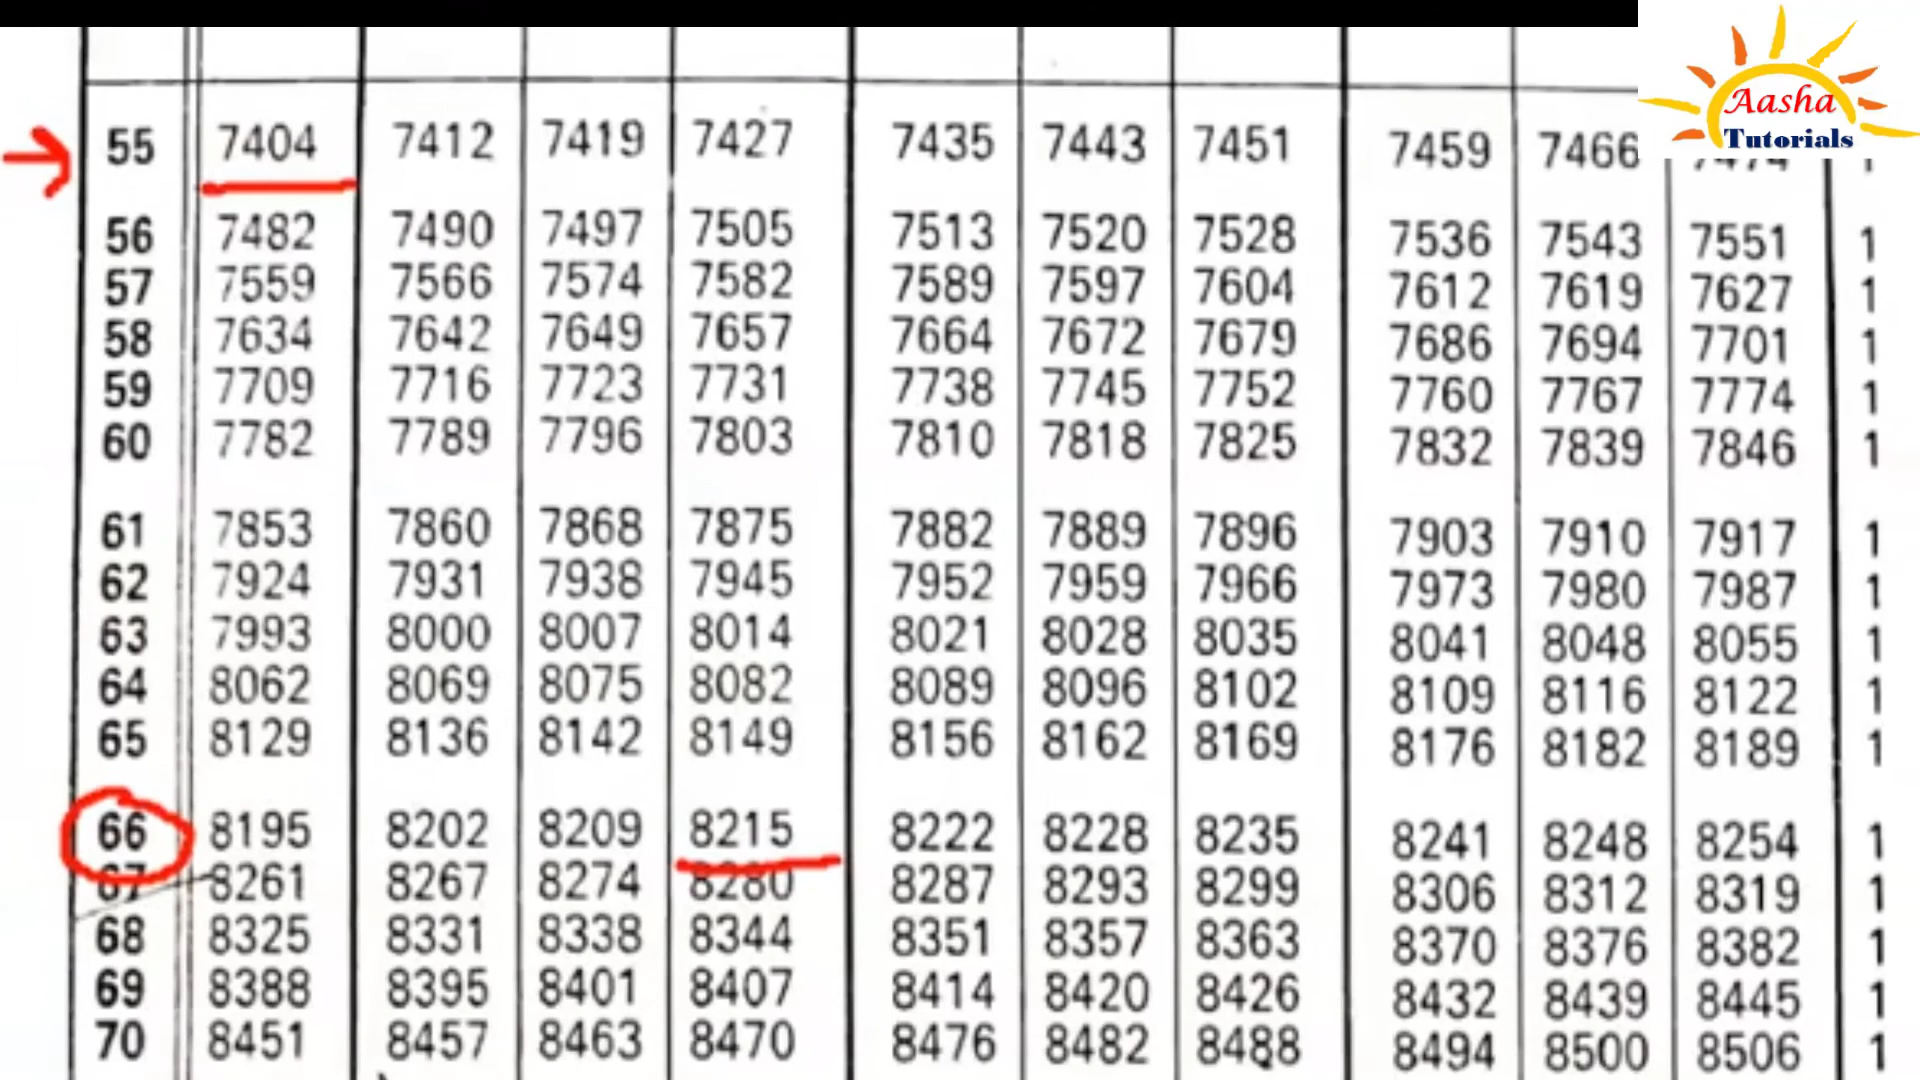 Aasha
Tutorials
55 7404 7412 7419 7427 7435 7443 7451 7459 7466
56 7482 7490 7497 7505 7513 7520 7528 7536 7543 7551 1
57 7559 7566 7574 7582 7589 7597 7604 7612 7619 7627 1
58 7634 7642 7649 7657 7664 7672 7679 7686 7694 7701 1
59 7709 7716 7723 7731 7738 7745 7752 7760 7767 7774 1
60 7782 7789 7796 7803 7810 7818 7825 7832 7839 7846 1
61 7853 7860 7868 7875 7882 7889 7896 7903 7910 7917 1
62 7924 7931 7938 7945 7952 7959 7966 7973 7980 7987 1
63 7993 8000 8007 8014 8021 8028 8035 8041 8048 8055 1
64 8062 8069 8075 8082 8089 8096 8102 8109 8116 8122 1
65 8129 8136 8142 8149 8156 8162 8169 8176 8182 8189 1
66 8195 8202 8209 8215 8222 8228 8235 8241 8248 8254 1
67 8261 8267 8274 8280 8287 8293 8299 8306 8312 8319 1
68 8325 8331 8338 8344 8351 8357 8363 8370 8376 8382 1
69 8388 8395 8401 8407 8414 8420 8426 8432 8439 8445 1
70 8451 8457 8463 8470 8476 8482 8488 8494 8500 8506 1